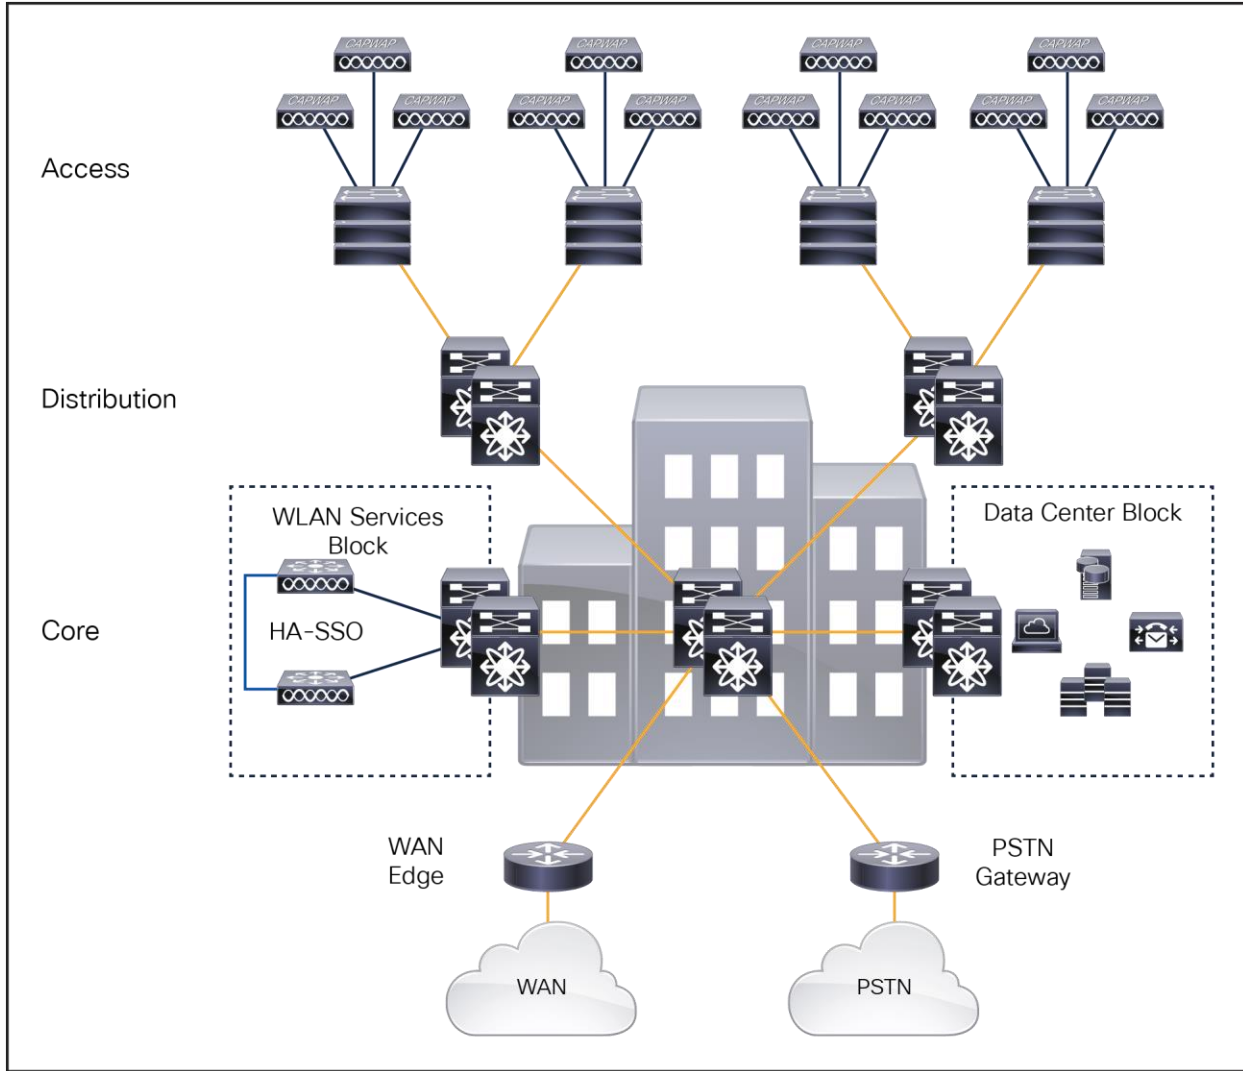 CAPWAP
CAPWAP
CAPWAP
CAPWAP
CAPWAP
CAPWAP
CAPWAP
CAPWAP
CAPWAP
CAPWAP
CAPWAP
CAPWAP
Access
Distribution
WLAN Services
Block
HA-SSO
Data Center Block
Core
WAN
Edge
PSTN
Gateway
WAN
PSTN